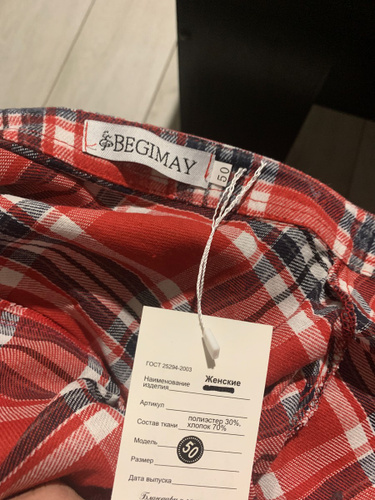 BEGIMAY
50
ГОСТ 25294-2003
Наименование
изделия Женские
Артикул
Состав ткани полиэстер 30%,
хлопок 70%
Модель
50
Размер
Дата выпуска